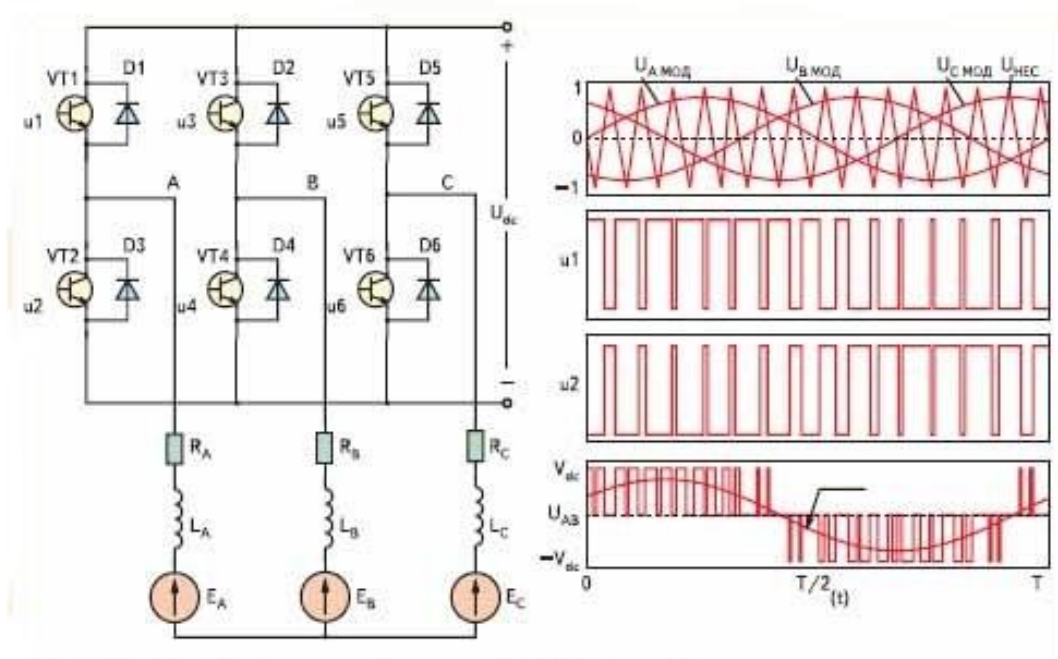 +
VT1 D1 VT3 D2 VT5 D5
u1 u3 u5
A B C
U_dc
VT2 D3 VT4 D4 VT6 D6
u2 u4 u6
−
R_A R_B R_C
L_A L_B L_C
E_A E_B E_C
U_A МОД U_B МОД U_C МОД U_НЕС
1
0
−1
u1
u2
V_dc
U_AB
−V_dc
0 T/2 T
(t)